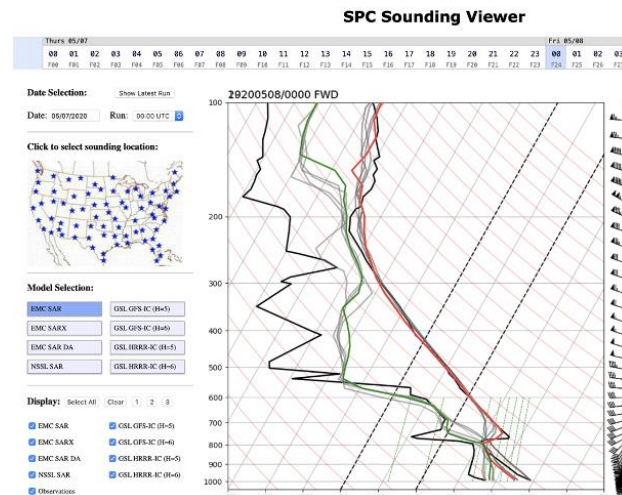 SPC Sounding Viewer
Thurs 05/07 Fri 05/08
00 01 02 03 04 05 06 07 08 09 10 11 12 13 14 15 16 17 18 19 20 21 22 23 00 01 02 03
F00 F01 F02 F03 F04 F05 F06 F07 F08 F09 F10 F11 F12 F13 F14 F15 F16 F17 F18 F19 F20 F21 F22 F23 F24 F25 F26 F27
Date Selection: Show Latest Run
Date: 05/07/2020 Run: 00:00 UTC
Click to select sounding location:
Model Selection:
EMC SAR GSL GFS-IC (H=5)
EMC SARX GSL GFS-IC (H=6)
EMC SAR DA GSL HRRR-IC (H=5)
NSSL SAR GSL HRRR-IC (H=6)
Display: Select All Clear 1 2 3
EMC SAR GSL GFS-IC (H=5)
EMC SARX GSL GFS-IC (H=6)
EMC SAR DA GSL HRRR-IC (H=5)
NSSL SAR GSL HRRR-IC (H=6)
Observations
200508/0000 FWD
100
200
300
400
500
600
700
800
900
1000